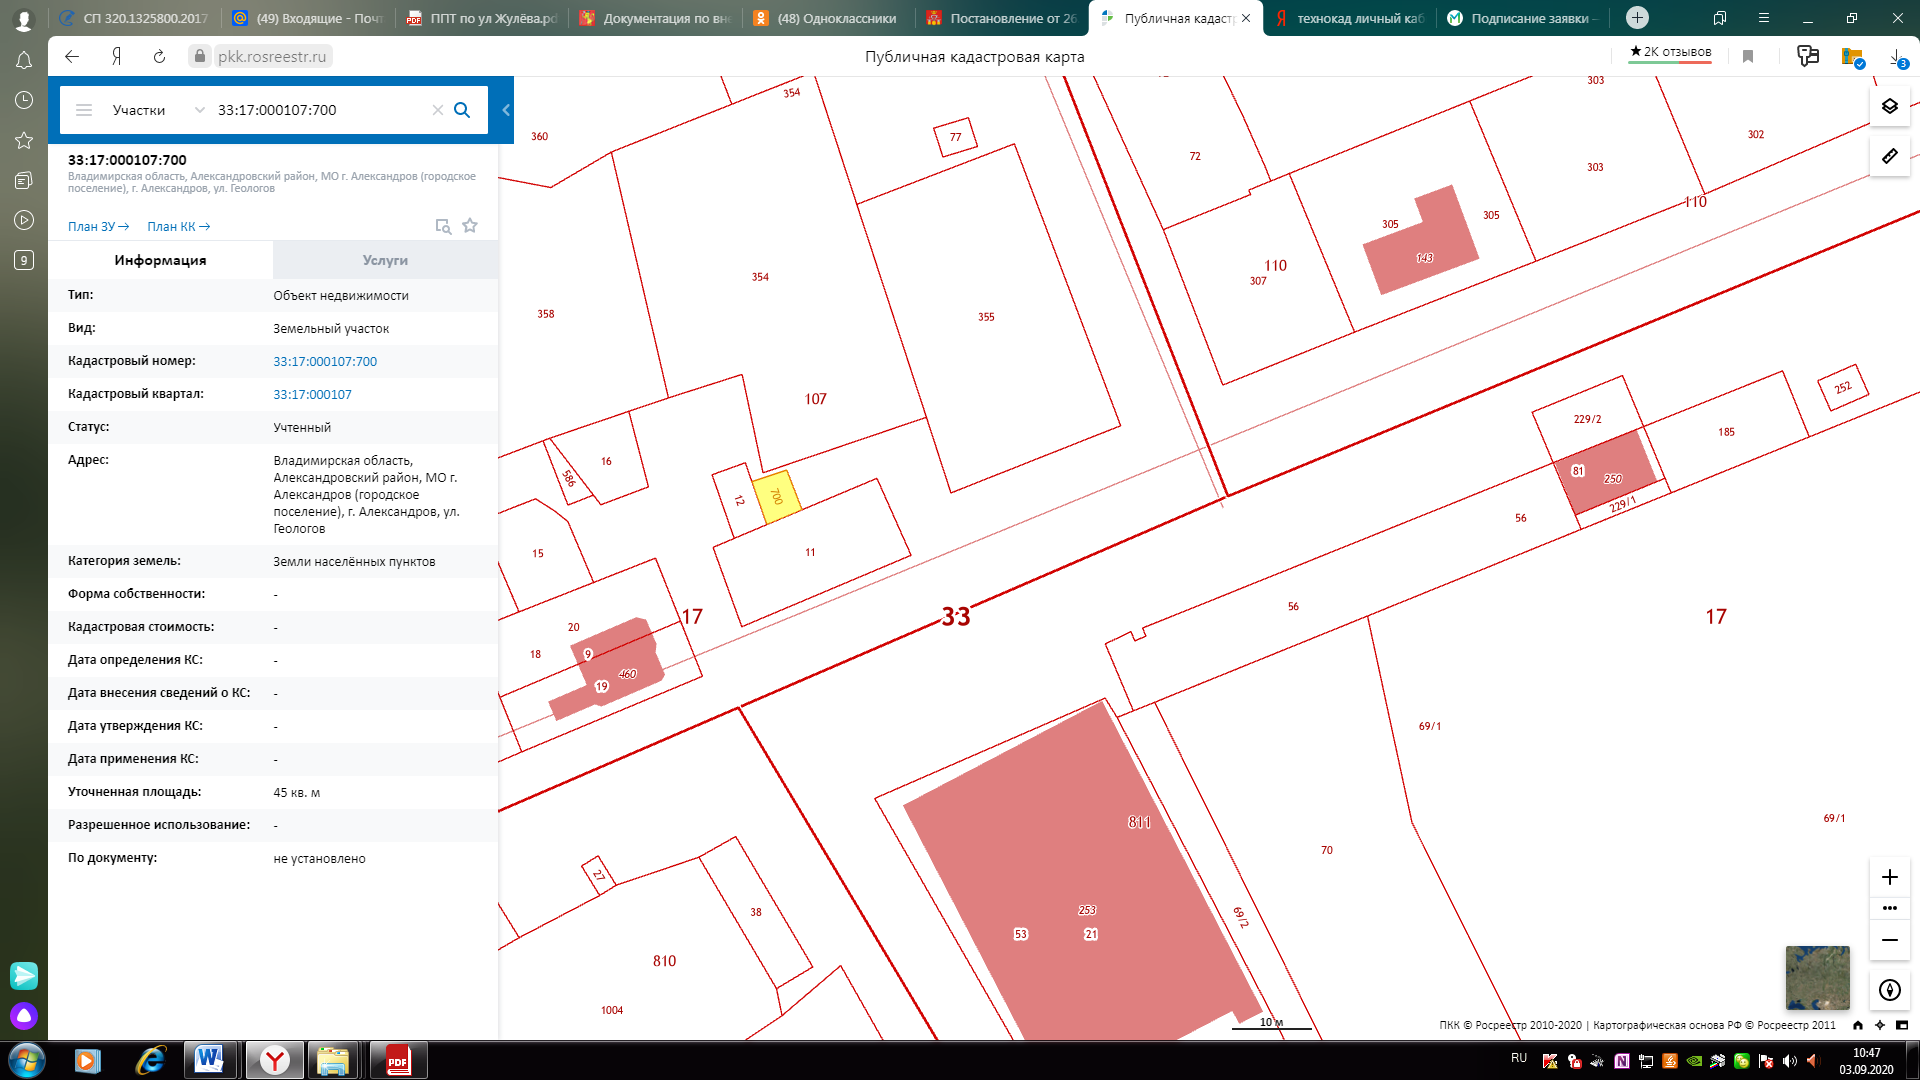 СП 320.1325800.2017
(49) Входящие - Почт
ППТ по ул Жулёва.pd
Документация по вне
(48) Одноклассники
Постановление от 26
Публичная кадастр
технокад личный каб
Подписание заявки –
pkk.rosreestr.ru
Публичная кадастровая карта
★2К отзывов
3
9
Участки
33:17:000107:700
33:17:000107:700
Владимирская область, Александровский район, МО г. Александров (городское
поселение), г. Александров, ул. Геологов
План ЗУ →
План КК →
Информация
Услуги
Тип:
Объект недвижимости
Вид:
Земельный участок
Кадастровый номер:
33:17:000107:700
Кадастровый квартал:
33:17:000107
Статус:
Учтенный
Адрес:
Владимирская область,
Александровский район, МО г.
Александров (городское
поселение), г. Александров, ул.
Геологов
Категория земель:
Земли населённых пунктов
Форма собственности:
-
Кадастровая стоимость:
-
Дата определения КС:
-
Дата внесения сведений о КС:
-
Дата утверждения КС:
-
Дата применения КС:
-
Уточненная площадь:
45 кв. м
Разрешенное использование:
-
По документу:
не установлено
354
303
360
77
72
303
302
110
305
305
143
354
110
307
358
355
107
252
229/2
185
16
586
12
700
81
250
229/1
56
15
11
56
33
17
17
20
18
9
460
19
69/1
811
69/1
70
27
38
253
53
21
69/2
810
1004
10 м
ПКК © Росреестр 2010-2020 | Картографическая основа РФ © Росреестр 2011
RU
10:47
03.09.2020